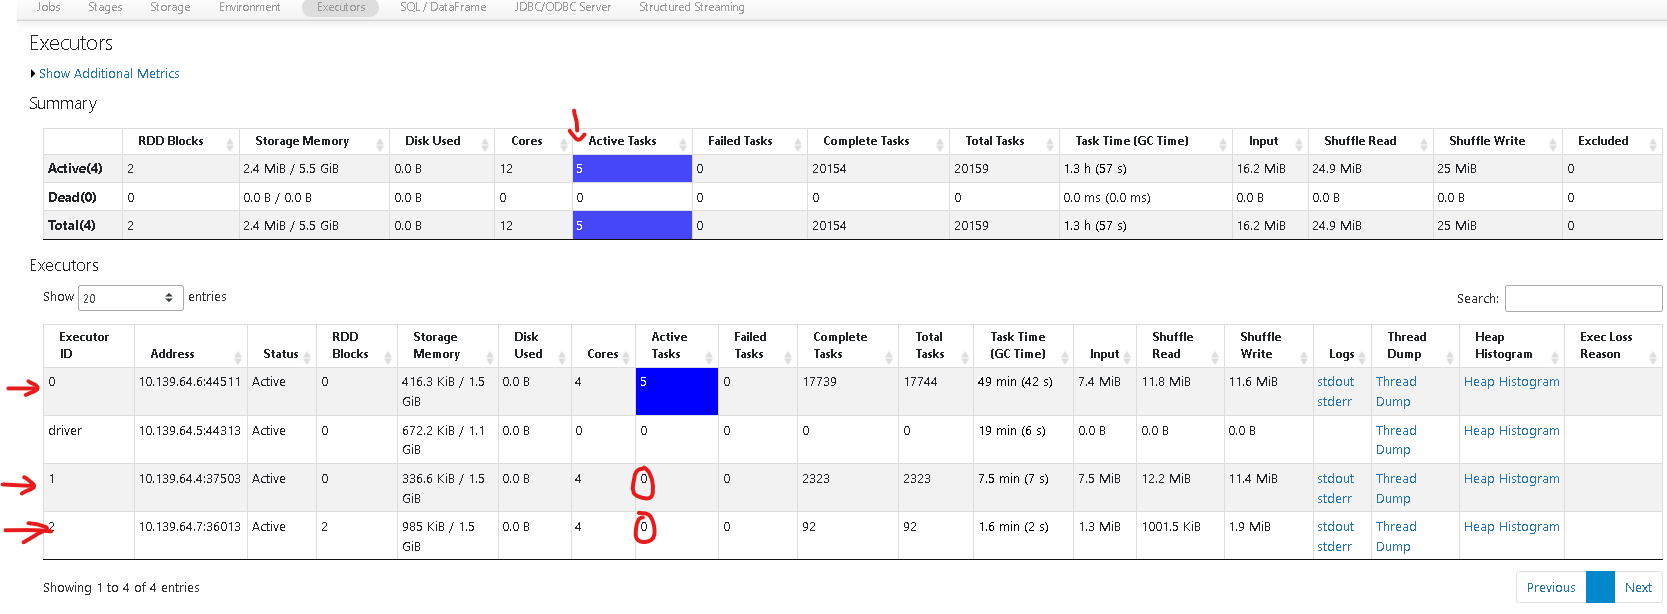 Jobs Stages Storage Environment Executors SQL / DataFrame JDBC/ODBC Server Structured Streaming
Executors
Show Additional Metrics
Summary
RDD Blocks Storage Memory Disk Used Cores Active Tasks Failed Tasks Complete Tasks Total Tasks Task Time (GC Time) Input Shuffle Read Shuffle Write Excluded
Active(4) 2 2.4 MiB / 5.5 GiB 0.0 B 12 5 0 20154 20159 1.3 h (57 s) 16.2 MiB 24.9 MiB 25 MiB 0
Dead(0) 0 0.0 B / 0.0 B 0.0 B 0 0 0 0 0 0.0 ms (0.0 ms) 0.0 B 0.0 B 0.0 B 0
Total(4) 2 2.4 MiB / 5.5 GiB 0.0 B 12 5 0 20154 20159 1.3 h (57 s) 16.2 MiB 24.9 MiB 25 MiB 0
Executors
Show 20 entries Search:
Executor RDD Storage Disk Active Failed Complete Total Task Time Shuffle Shuffle Thread Heap Exec Loss
ID Address Status Blocks Memory Used Cores Tasks Tasks Tasks Tasks (GC Time) Input Read Write Logs Dump Histogram Reason
0 10.139.64.6:44511 Active 0 416.3 KiB / 1.5 0.0 B 4 5 0 17739 17744 49 min (42 s) 7.4 MiB 11.8 MiB 11.6 MiB stdout Thread Heap Histogram
GiB stderr Dump
driver 10.139.64.5:44313 Active 0 672.2 KiB / 1.1 0.0 B 0 0 0 0 0 19 min (6 s) 0.0 B 0.0 B 0.0 B Thread Heap Histogram
GiB Dump
1 10.139.64.4:37503 Active 0 336.6 KiB / 1.5 0.0 B 4 0 0 2323 2323 7.5 min (7 s) 7.5 MiB 12.2 MiB 11.4 MiB stdout Thread Heap Histogram
GiB stderr Dump
2 10.139.64.7:36013 Active 2 985 KiB / 1.5 0.0 B 4 0 0 92 92 1.6 min (2 s) 1.3 MiB 1001.5 KiB 1.9 MiB stdout Thread Heap Histogram
GiB stderr Dump
Showing 1 to 4 of 4 entries Previous Next